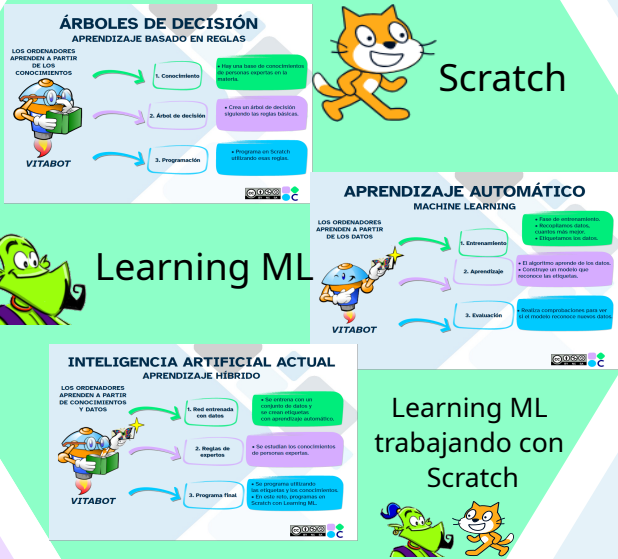 ÁRBOLES DE DECISIÓN
APRENDIZAJE BASADO EN REGLAS
LOS ORDENADORES
APRENDEN A PARTIR
DE LOS
CONOCIMIENTOS
VITABOT
1. Conocimiento
• Hay una base de conocimientos
de personas expertas en la
materia.
2. Árbol de decisión
• Crea un árbol de decisión
siguiendo las reglas básicas.
3. Programación
• Programa en Scratch
utilizando esas reglas.
Scratch
Learning ML
APRENDIZAJE AUTOMÁTICO
MACHINE LEARNING
LOS ORDENADORES
APRENDEN A PARTIR
DE LOS DATOS
VITABOT
1. Entrenamiento
• Fase de entrenamiento.
• Recopilamos datos,
cuantos más mejor.
• Etiquetamos los datos.
2. Aprendizaje
• El algoritmo aprende de los datos.
• Construye un modelo que
reconoce las etiquetas.
3. Evaluación
• Realiza comprobaciones para ver
si el modelo reconoce nuevos datos.
INTELIGENCIA ARTIFICIAL ACTUAL
APRENDIZAJE HÍBRIDO
LOS ORDENADORES
APRENDEN A PARTIR
DE CONOCIMIENTOS
Y DATOS
VITABOT
1. Red entrenada
con datos
• Se entrena con un
conjunto de datos y
se crean etiquetas
con aprendizaje automático.
2. Reglas de
expertos
• Se estudian los conocimientos
de personas expertas.
3. Programa final
• Se programa utilizando
las etiquetas y los conocimientos.
• En este reto, programas en
Scratch con Learning ML.
Learning ML
trabajando con
Scratch